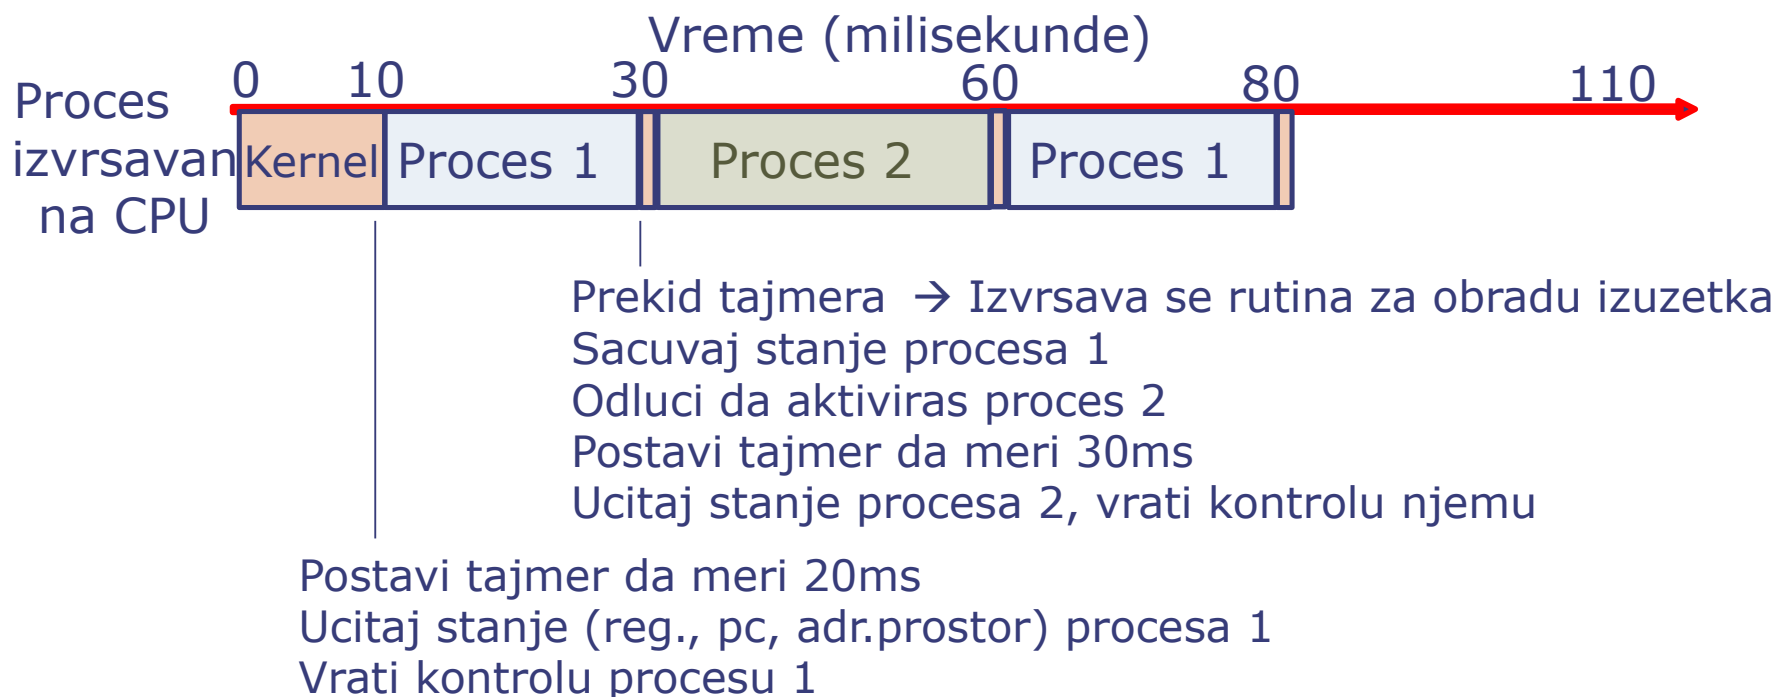 Vreme (milisekunde)
0 10 30 60 80 110
Proces
izvrsavan
na CPU
Kernel Proces 1 Proces 2 Proces 1
Prekid tajmera → Izvrsava se rutina za obradu izuzetka
Sacuvaj stanje procesa 1
Odluci da aktiviras proces 2
Postavi tajmer da meri 30ms
Ucitaj stanje procesa 2, vrati kontrolu njemu
Postavi tajmer da meri 20ms
Ucitaj stanje (reg., pc, adr.prostor) procesa 1
Vrati kontrolu procesu 1